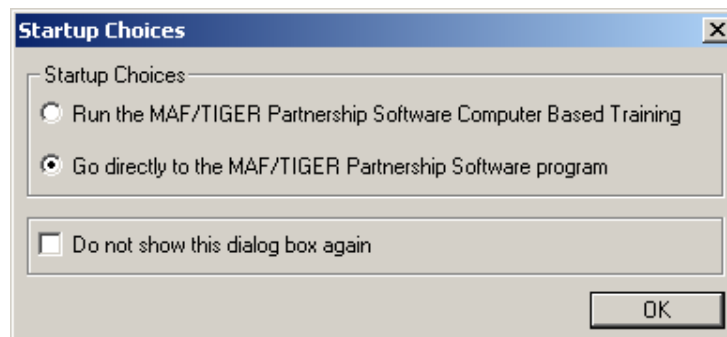 Startup Choices
Startup Choices
Run the MAF/TIGER Partnership Software Computer Based Training
Go directly to the MAF/TIGER Partnership Software program
Do not show this dialog box again
OK